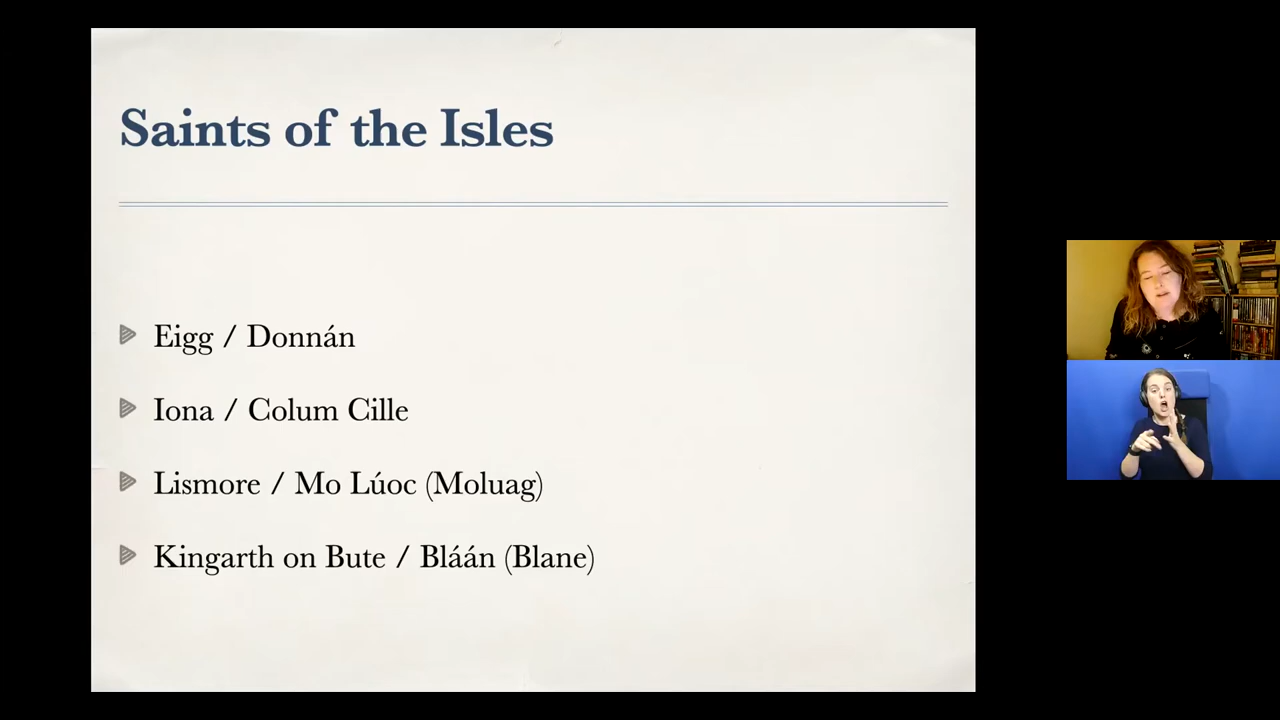 Saints of the Isles
Eigg / Donnán
Iona / Colum Cille
Lismore / Mo Lúoc (Moluag)
Kingarth on Bute / Bláán (Blane)